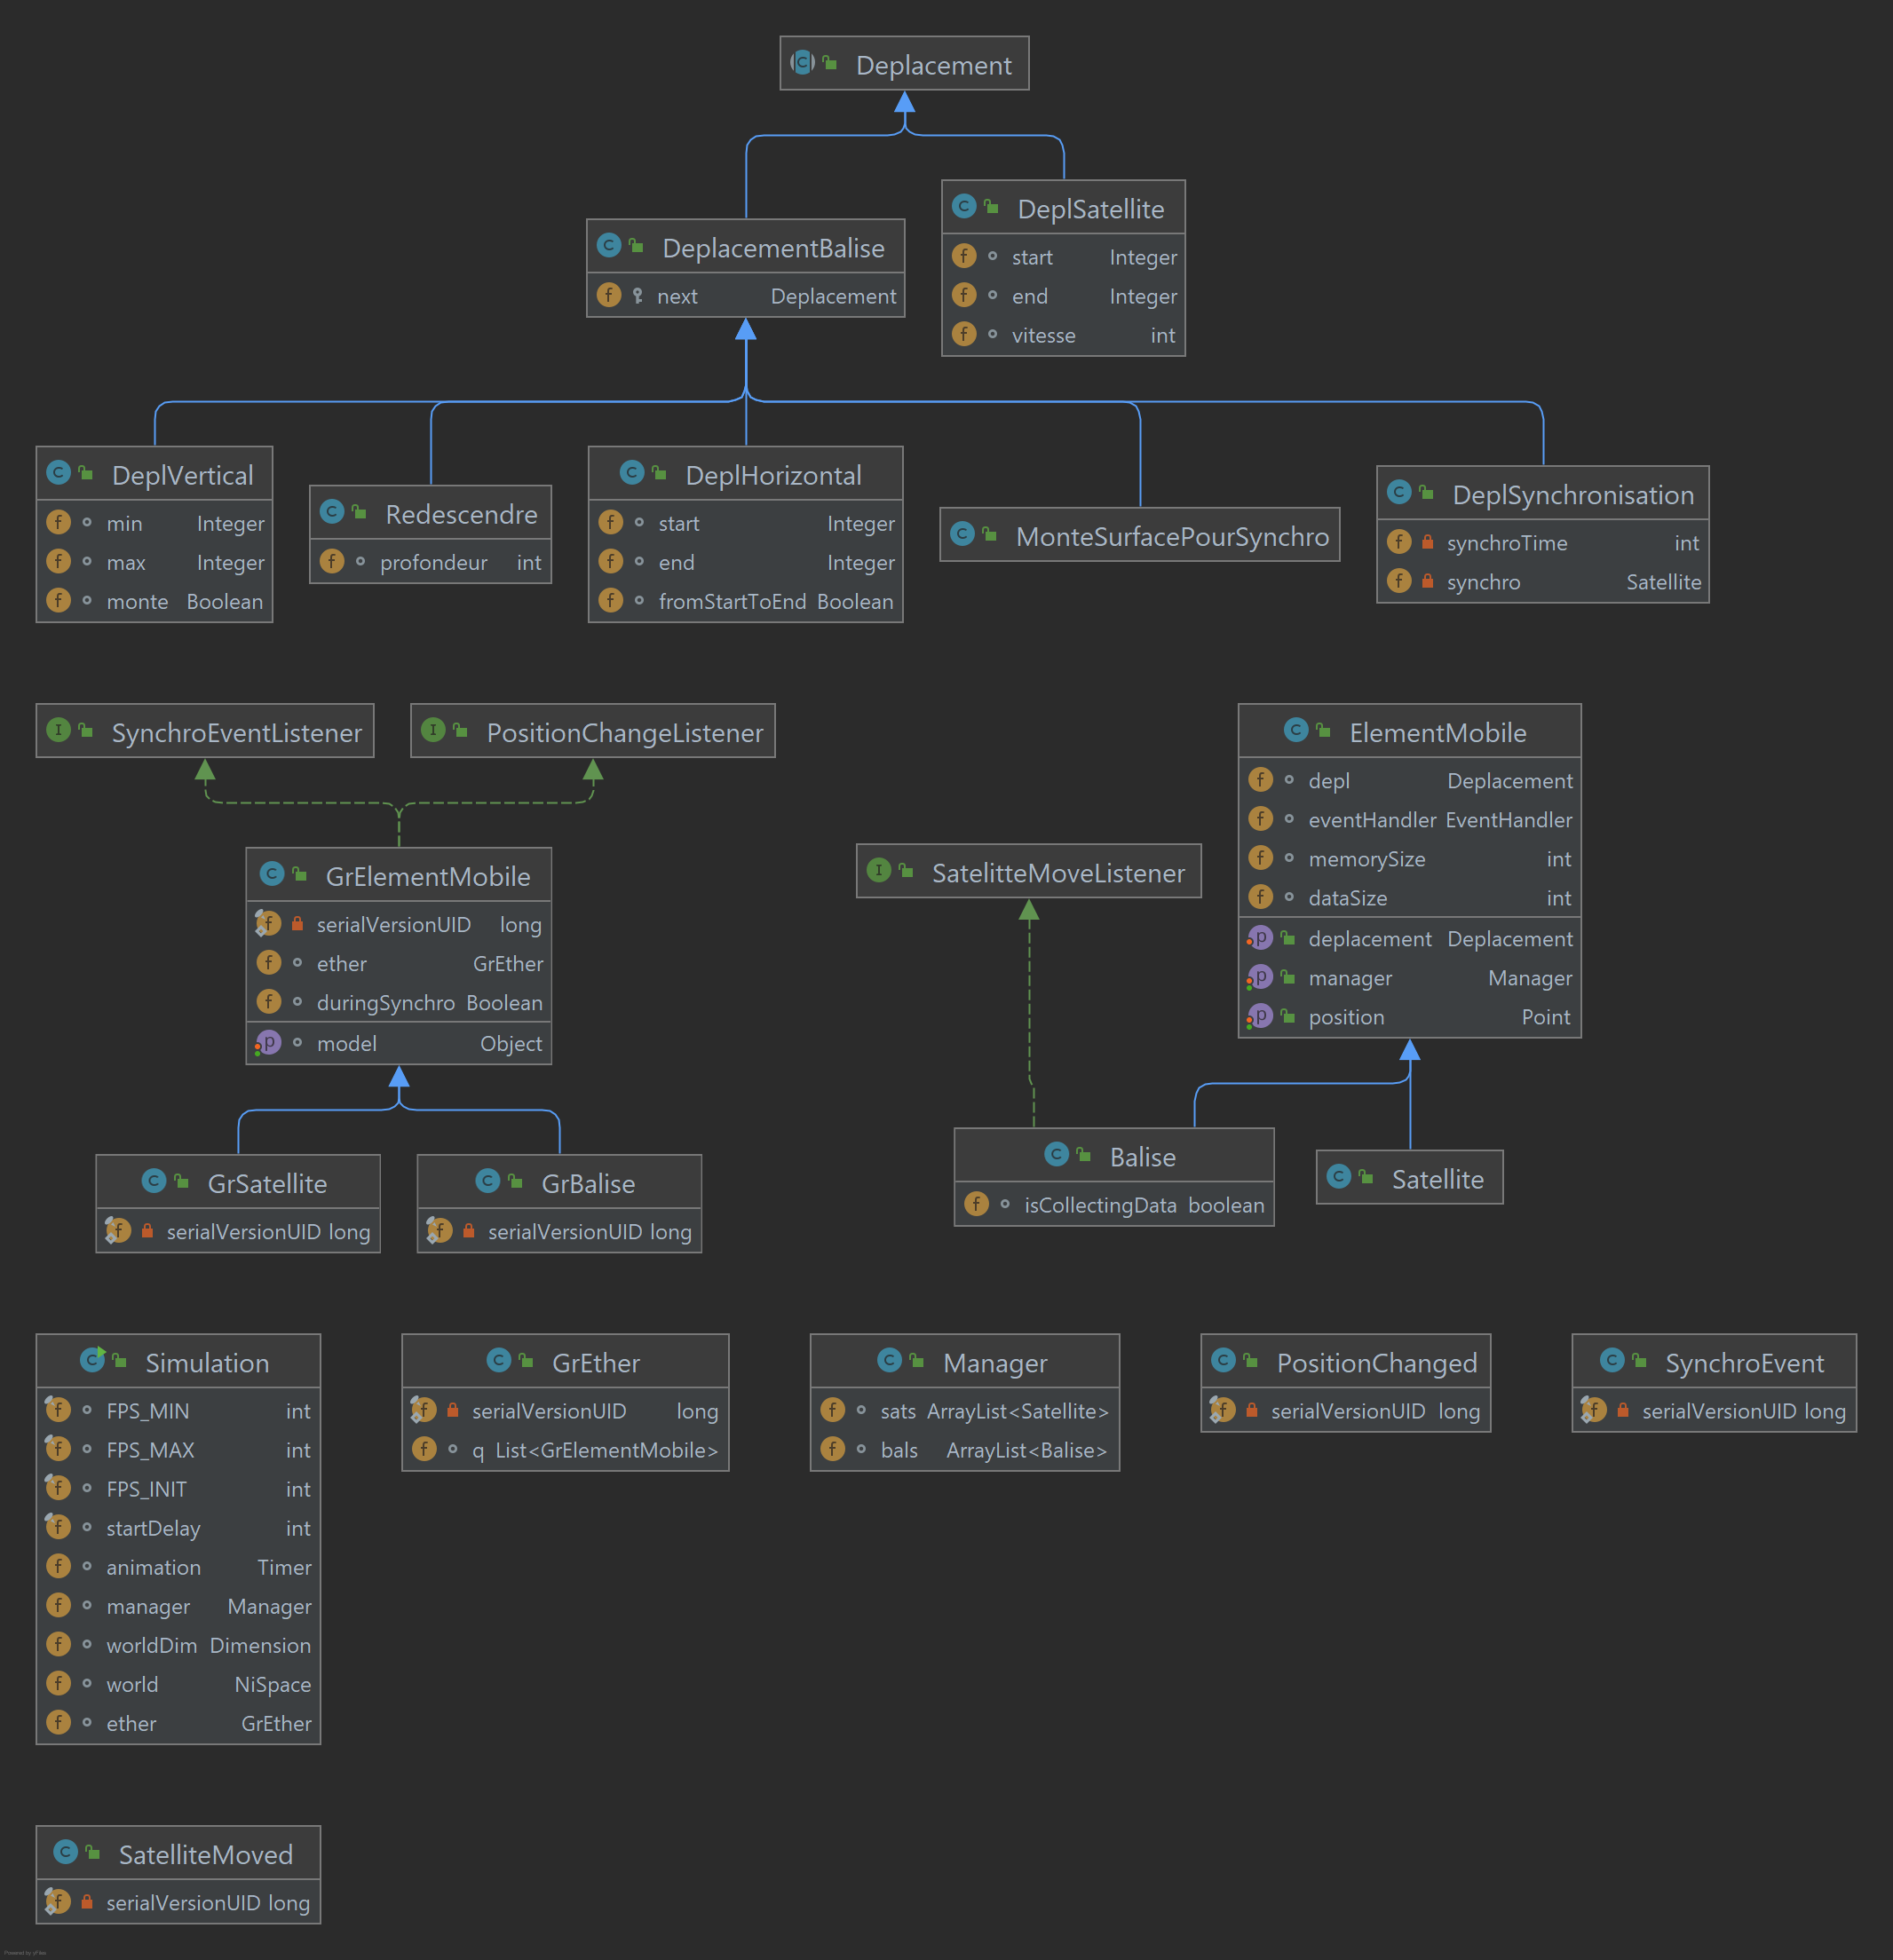 Deplacement
DeplacementBalise
next Deplacement
DeplSatellite
start Integer
end Integer
vitesse int
DeplVertical
min Integer
max Integer
monte Boolean
Redescendre
profondeur int
DeplHorizontal
start Integer
end Integer
fromStartToEnd Boolean
MonteSurfacePourSynchro
DeplSynchronisation
synchroTime int
synchro Satellite
SynchroEventListener
PositionChangeListener
GrElementMobile
serialVersionUID long
ether GrEther
duringSynchro Boolean
model Object
GrSatellite
serialVersionUID long
GrBalise
serialVersionUID long
SatelitteMoveListener
ElementMobile
depl Deplacement
eventHandler EventHandler
memorySize int
dataSize int
deplacement Deplacement
manager Manager
position Point
Balise
isCollectingData boolean
Satellite
Simulation
FPS_MIN int
FPS_MAX int
FPS_INIT int
startDelay int
animation Timer
manager Manager
worldDim Dimension
world NiSpace
ether GrEther
GrEther
serialVersionUID long
q List<GrElementMobile>
Manager
sats ArrayList<Satellite>
bals ArrayList<Balise>
PositionChanged
serialVersionUID long
SynchroEvent
serialVersionUID long
SatelliteMoved
serialVersionUID long
Powered by yFiles